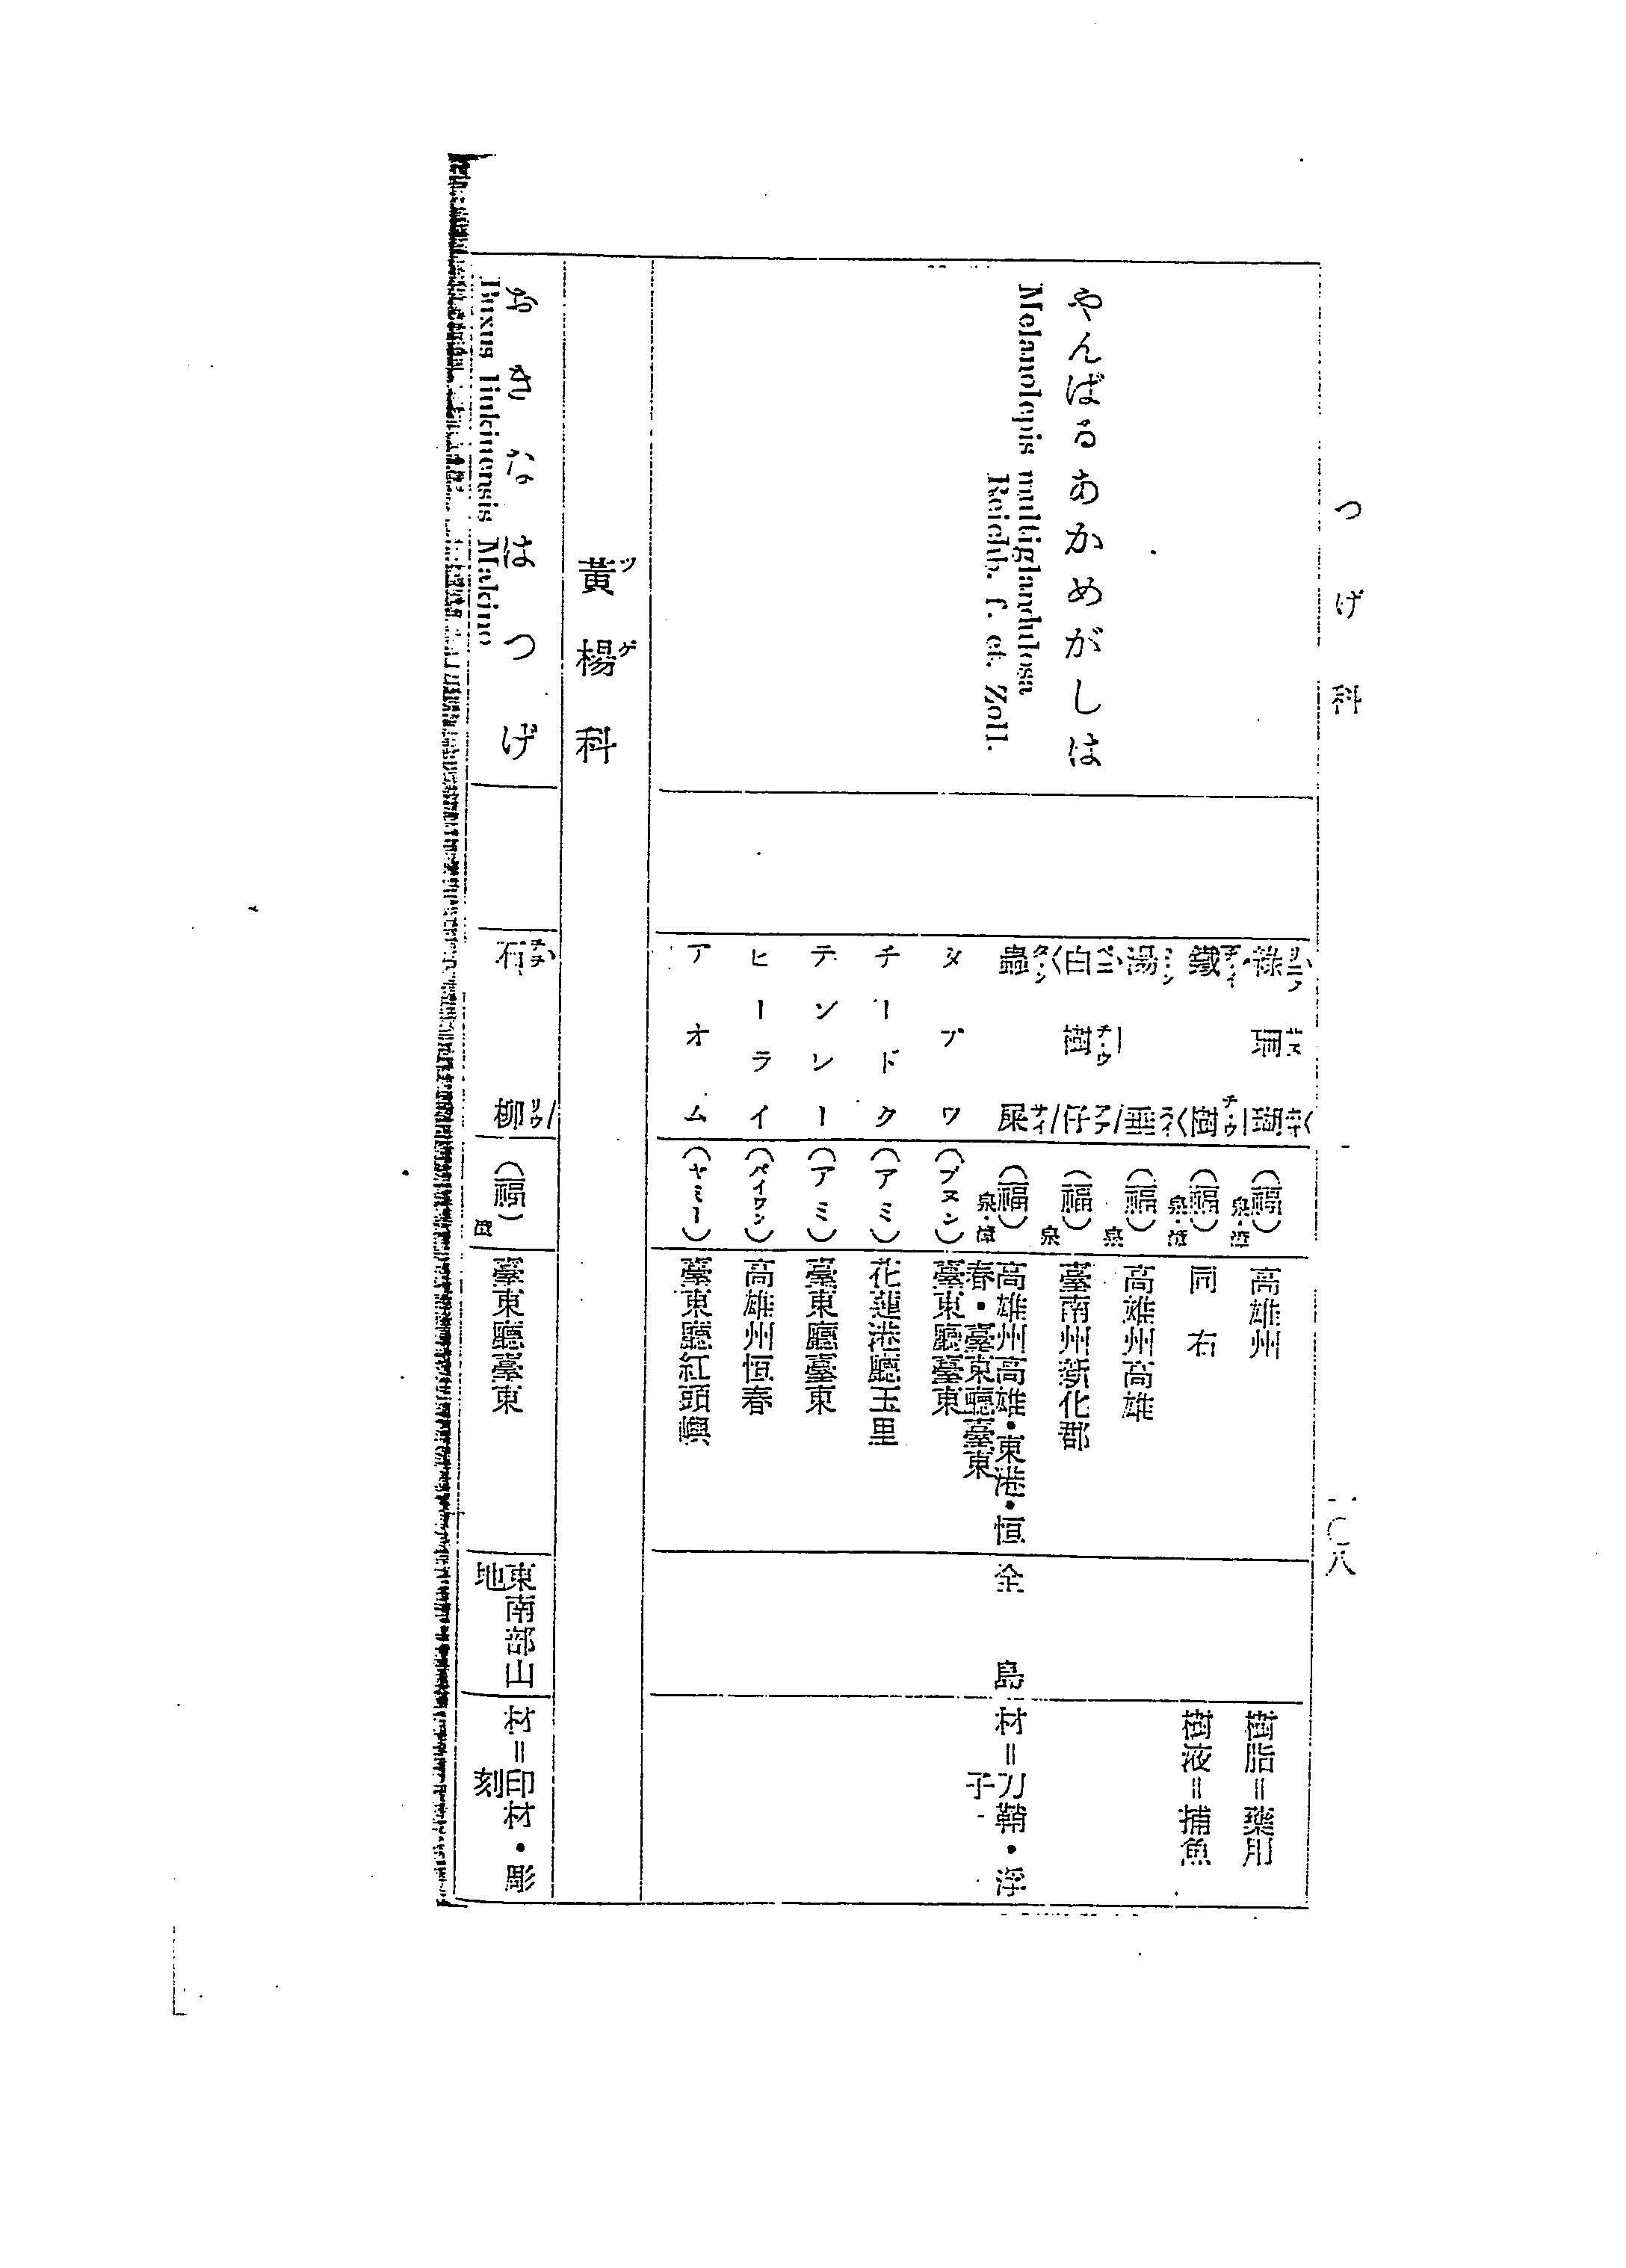 つげ科
一〇八
綠珊瑚
(福)
泉・漳
高雄州
樹脂=藥用
鐵樹
(福)
泉・漳
同右
樹液=捕魚
やんばるあかめがしは
Melanolepis multiglandulosa
Reichb. f. et. Zoll.
湯垂
(福)
泉
高雄州高雄
白樹仔
(福)
泉
臺南州新化郡
蟲屎
(福)
泉・漳
高雄州高雄・東港・恒
春・臺東廳臺東
全島
材=刀鞘・浮
子
タブワ
(ブヌン)
臺東廳臺東
チードク
(アミ)
花蓮港廳玉里
テンレー
(アミ)
臺東廳臺東
ヒーライ
(パイワン)
高雄州恒春
アオム
(ヤミー)
臺東廳紅頭嶼
黃楊科
ツゲ
おきなはつげ
Buxus liukiuensis Makino
石柳
(福)
臺東廳臺東
東南部山
地
材=印材・彫
刻